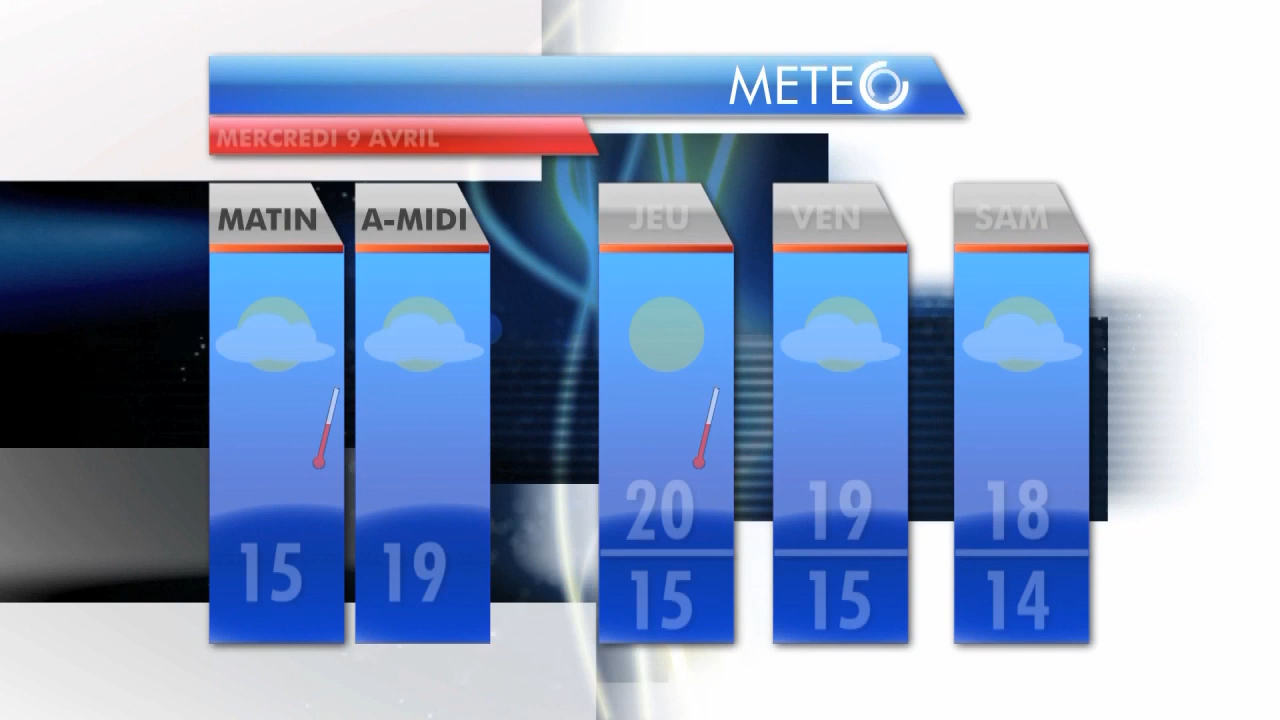 METEO
MERCREDI 9 AVRIL
MATIN
A-MIDI
JEU
VEN
SAM
15
19
20
15
19
15
18
14